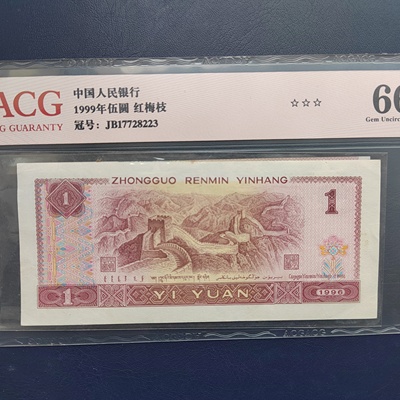 ACG
NG GUARANTY
中国人民银行
1999年伍圆 红梅枝
冠号: JB17728223
☆☆☆
66
Gem Uncirc
ZHONGGUO RENMIN YINHANG
1
1
1
YI YUAN
1996